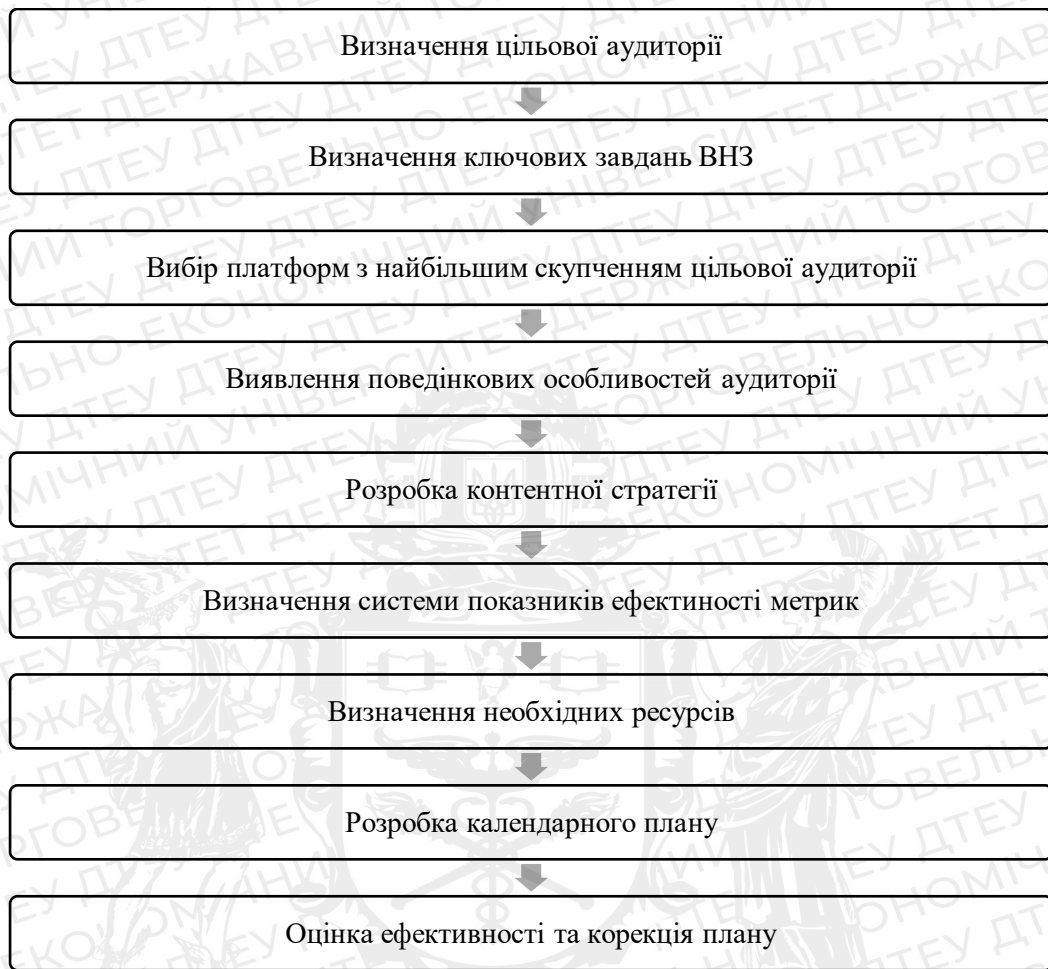 Визначення цільової аудиторії
Визначення ключових завдань ВНЗ
Вибір платформ з найбільшим скупченням цільової аудиторії
Виявлення поведінкових особливостей аудиторії
Розробка контентної стратегії
Визначення системи показників ефектиності метрик
Визначення необхідних ресурсів
Розробка календарного плану
Оцінка ефективності та корекція плану